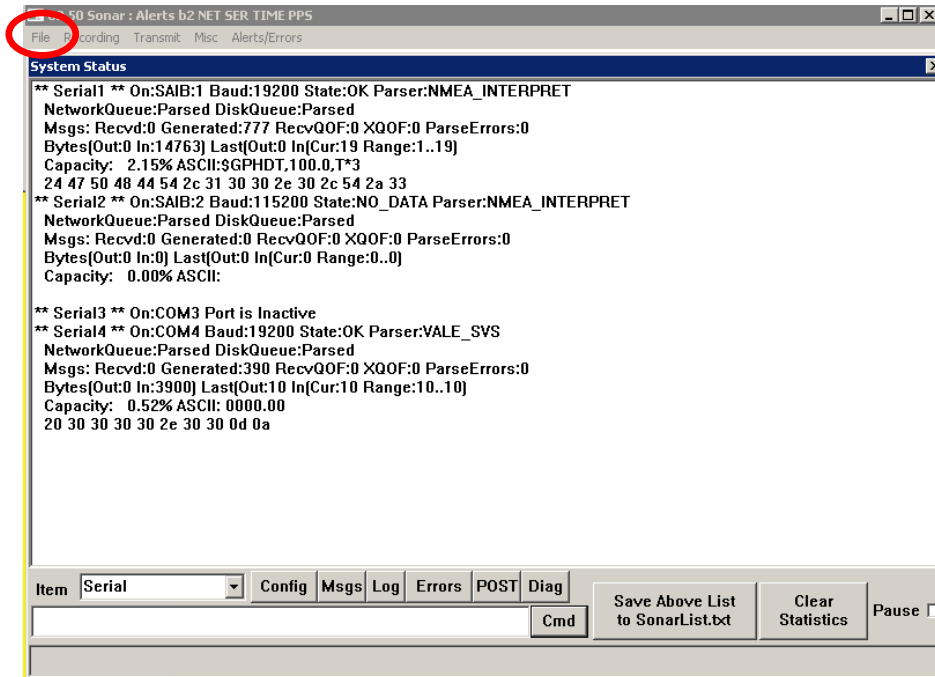 50 Sonar : Alerts b2 NET SER TIME PPS
File Recording Transmit Misc Alerts/Errors
System Status
** Serial1 ** On:SAIB:1 Baud:19200 State:OK Parser:NMEA_INTERPRET
NetworkQueue:Parsed DiskQueue:Parsed
Msgs: Recvd:0 Generated:777 RecvQOF:0 XQOF:0 ParseErrors:0
Bytes(Out:0 In:14763) Last(Out:0 In(Cur:19 Range:1..19)
Capacity: 2.15% ASCII:$GPHDT,100.0,T*3
24 47 50 48 44 54 2c 31 30 30 2e 30 2c 54 2a 33
** Serial2 ** On:SAIB:2 Baud:115200 State:NO_DATA Parser:NMEA_INTERPRET
NetworkQueue:Parsed DiskQueue:Parsed
Msgs: Recvd:0 Generated:0 RecvQOF:0 XQOF:0 ParseErrors:0
Bytes(Out:0 In:0) Last(Out:0 In(Cur:0 Range:0..0)
Capacity: 0.00% ASCII:
** Serial3 ** On:COM3 Port is Inactive
** Serial4 ** On:COM4 Baud:19200 State:OK Parser:VALE_SVS
NetworkQueue:Parsed DiskQueue:Parsed
Msgs: Recvd:0 Generated:390 RecvQOF:0 XQOF:0 ParseErrors:0
Bytes(Out:0 In:3900) Last(Out:10 In(Cur:10 Range:10..10)
Capacity: 0.52% ASCII: 0000.00
20 30 30 30 30 2e 30 30 0d 0a
Item Serial Config Msgs Log Errors POST Diag
Cmd
Save Above List
to SonarList.txt
Clear
Statistics
Pause